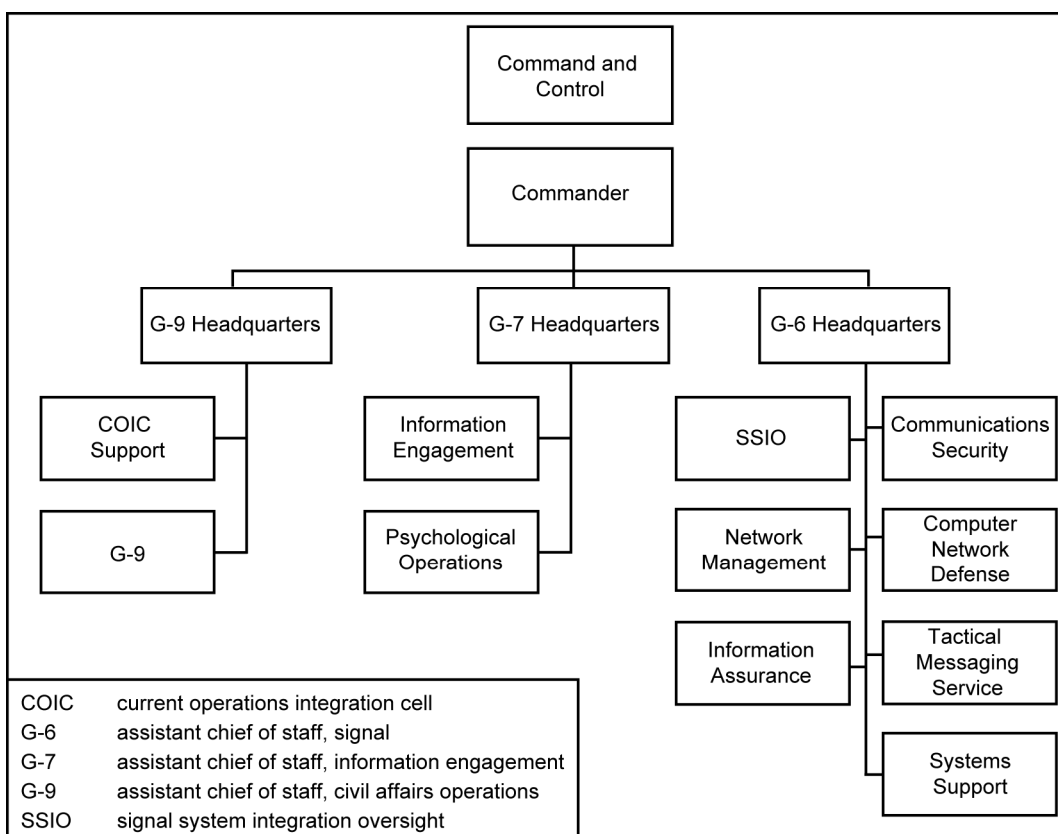 Command and
Control
Commander
G-9 Headquarters
G-7 Headquarters
G-6 Headquarters
COIC
Support
G-9
Information
Engagement
Psychological
Operations
SSIO
Communications
Security
Network
Management
Computer
Network
Defense
Information
Assurance
Tactical
Messaging
Service
Systems
Support
COIC current operations integration cell
G-6 assistant chief of staff, signal
G-7 assistant chief of staff, information engagement
G-9 assistant chief of staff, civil affairs operations
SSIO signal system integration oversight